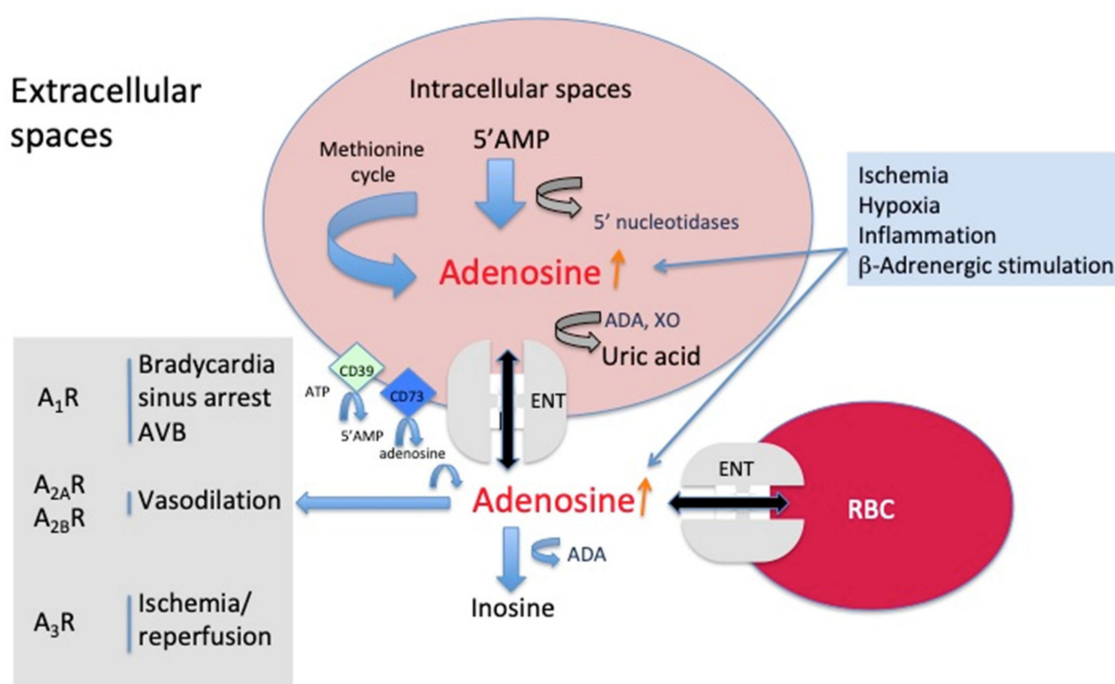 Extracellular
spaces
Intracellular spaces
5’AMP
Methionine
cycle
5’ nucleotidases
Adenosine
ADA, XO
Uric acid
Ischemia
Hypoxia
Inflammation
β-Adrenergic stimulation
CD39
ATP
CD73
5’AMP
adenosine
ENT
Adenosine
ENT
RBC
ADA
Inosine
A1R
Bradycardia
sinus arrest
AVB
A2AR
A2BR
Vasodilation
A3R
Ischemia/
reperfusion